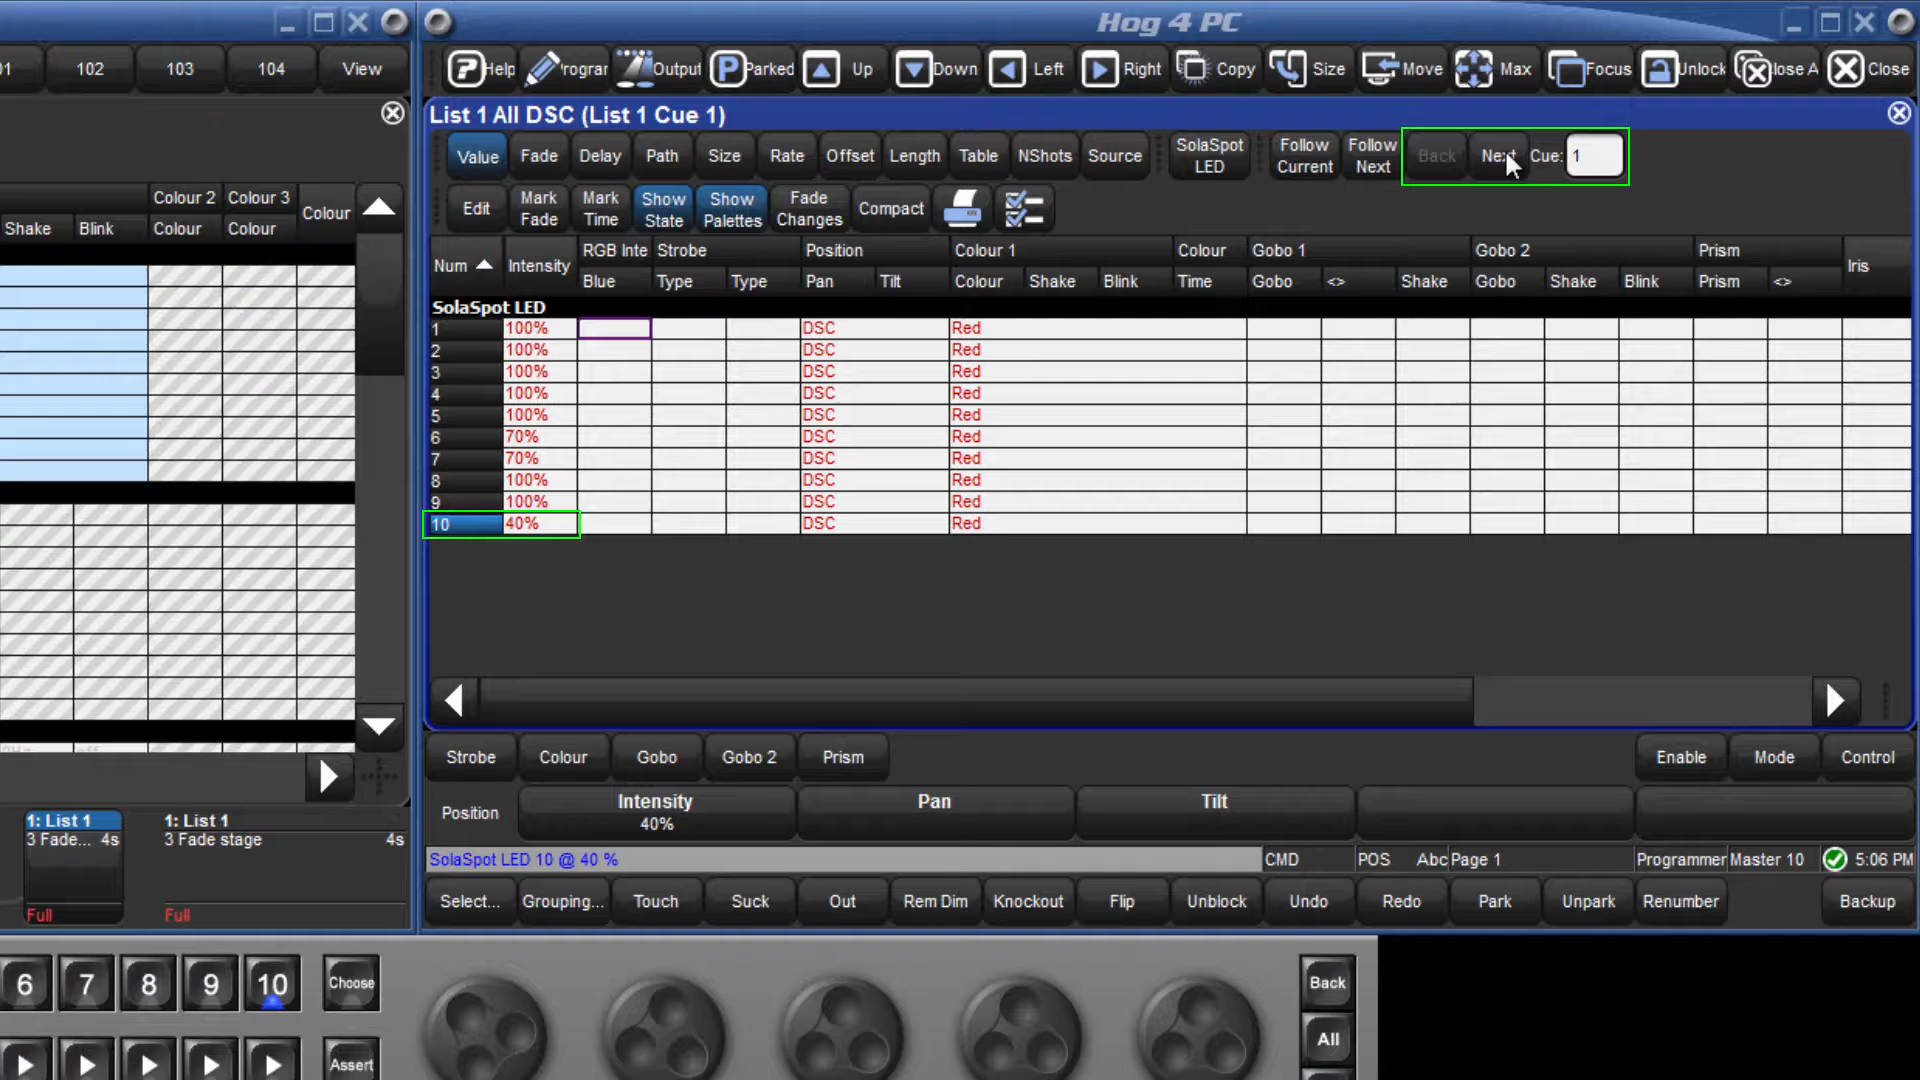 Hog 4 PC
01 102 103 104 View
Help Program Output Parked Up Down Left Right Copy Size Move Max Focus Unlock Close A Close
List 1 All DSC (List 1 Cue 1)
Value Fade Delay Path Size Rate Offset Length Table NShots Source SolaSpot LED Follow Current Follow Next Back Next Cue: 1
Edit Mark Fade Mark Time Show State Show Palettes Fade Changes Compact
Colour 2 Colour 3 Colour
Shake Blink Colour Colour
Num Intensity RGB Inte Strobe Position Colour 1 Colour Gobo 1 Gobo 2 Prism Iris
Blue Type Type Pan Tilt Colour Shake Blink Time Gobo <> Shake Gobo Shake Blink Prism <>
SolaSpot LED
1 100% DSC Red
2 100% DSC Red
3 100% DSC Red
4 100% DSC Red
5 100% DSC Red
6 70% DSC Red
7 70% DSC Red
8 100% DSC Red
9 100% DSC Red
10 40% DSC Red
Strobe Colour Gobo Gobo 2 Prism Enable Mode Control
Position Intensity Pan Tilt
40%
1: List 1 1: List 1
3 Fade... 4s 3 Fade stage 4s
Full Full
SolaSpot LED 10 @ 40 % CMD POS Abc Page 1 Programmer Master 10 5:06 PM
Select... Grouping... Touch Suck Out Rem Dim Knockout Flip Unblock Undo Redo Park Unpark Renumber Backup
6 7 8 9 10 Choose Back
Assert All